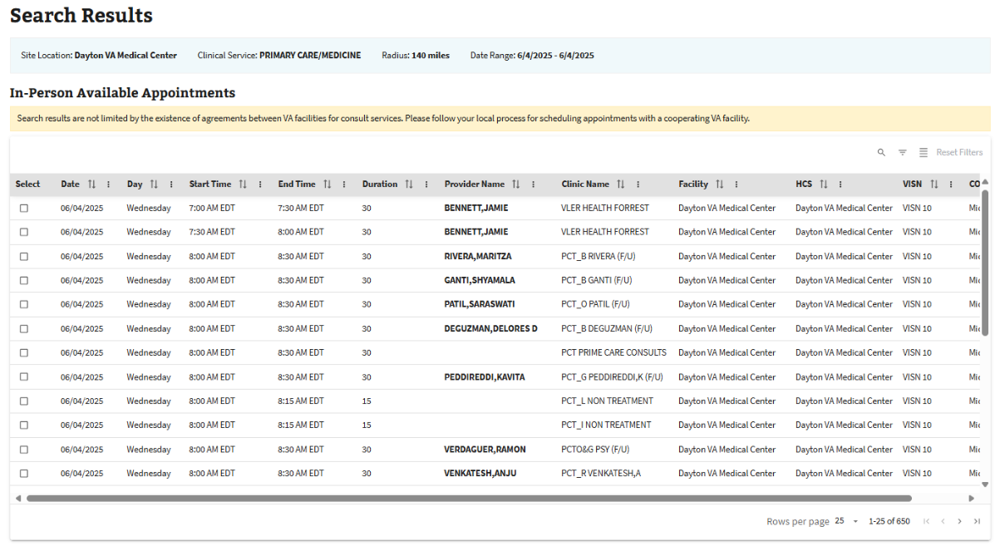 Search Results
Site Location: Dayton VA Medical Center Clinical Service: PRIMARY CARE/MEDICINE Radius: 140 miles Date Range: 6/4/2025 - 6/4/2025
In-Person Available Appointments
Search results are not limited by the existence of agreements between VA facilities for consult services. Please follow your local process for scheduling appointments with a cooperating VA facility.
Reset Filters
Select Date Day Start Time End Time Duration Provider Name Clinic Name Facility HCS VISN CO
06/04/2025 Wednesday 7:00 AM EDT 7:30 AM EDT 30 BENNETT,JAMIE VLER HEALTH FORREST Dayton VA Medical Center Dayton VA Medical Center VISN 10 Mic
06/04/2025 Wednesday 7:30 AM EDT 8:00 AM EDT 30 BENNETT,JAMIE VLER HEALTH FORREST Dayton VA Medical Center Dayton VA Medical Center VISN 10 Mic
06/04/2025 Wednesday 8:00 AM EDT 8:30 AM EDT 30 RIVERA,MARITZA PCT_B RIVERA (F/U) Dayton VA Medical Center Dayton VA Medical Center VISN 10 Mic
06/04/2025 Wednesday 8:00 AM EDT 8:30 AM EDT 30 GANTI,SHYAMALA PCT_B GANTI (F/U) Dayton VA Medical Center Dayton VA Medical Center VISN 10 Mic
06/04/2025 Wednesday 8:00 AM EDT 8:30 AM EDT 30 PATIL,SARASWATI PCT_O PATIL (F/U) Dayton VA Medical Center Dayton VA Medical Center VISN 10 Mic
06/04/2025 Wednesday 8:00 AM EDT 8:30 AM EDT 30 DEGUZMAN,DELORES D PCT_B DEGUZMAN (F/U) Dayton VA Medical Center Dayton VA Medical Center VISN 10 Mic
06/04/2025 Wednesday 8:00 AM EDT 8:30 AM EDT 30 PCT PRIME CARE CONSULTS Dayton VA Medical Center Dayton VA Medical Center VISN 10 Mic
06/04/2025 Wednesday 8:00 AM EDT 8:30 AM EDT 30 PEDDIREDDI,KAVITA PCT_G PEDDIREDDI,K (F/U) Dayton VA Medical Center Dayton VA Medical Center VISN 10 Mic
06/04/2025 Wednesday 8:00 AM EDT 8:15 AM EDT 15 PCT_L NON TREATMENT Dayton VA Medical Center Dayton VA Medical Center VISN 10 Mic
06/04/2025 Wednesday 8:00 AM EDT 8:15 AM EDT 15 PCT_I NON TREATMENT Dayton VA Medical Center Dayton VA Medical Center VISN 10 Mic
06/04/2025 Wednesday 8:00 AM EDT 8:30 AM EDT 30 VERDAGUER,RAMON PCTO&G PSY (F/U) Dayton VA Medical Center Dayton VA Medical Center VISN 10 Mic
06/04/2025 Wednesday 8:00 AM EDT 8:30 AM EDT 30 VENKATESH,ANJU PCT_R VENKATESH,A Dayton VA Medical Center Dayton VA Medical Center VISN 10 Mic
Rows per page 25 1-25 of 650